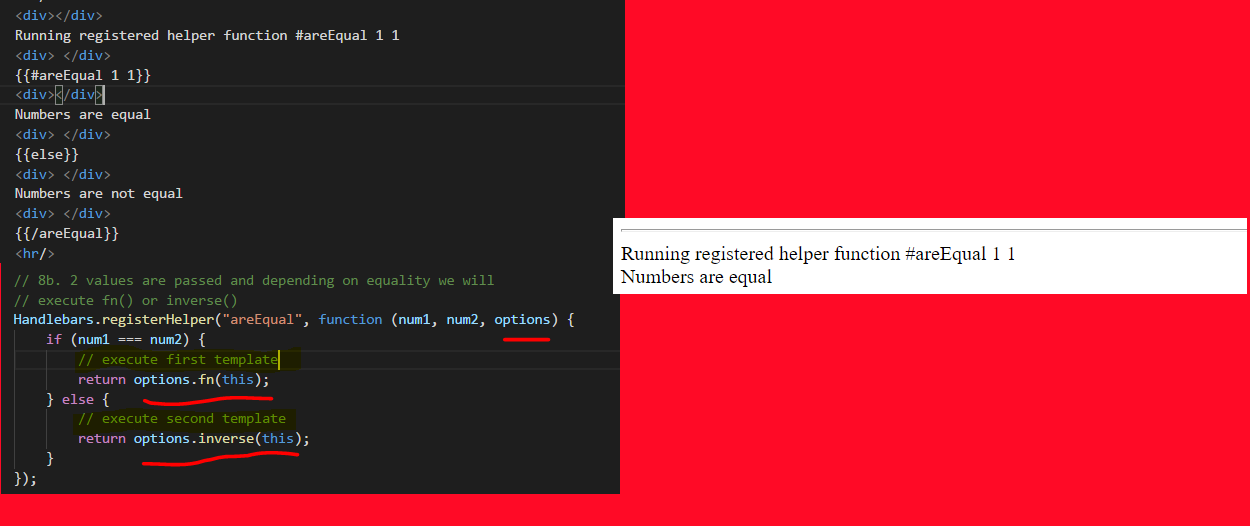 <div></div>
Running registered helper function #areEqual 1 1
<div> </div>
{{#areEqual 1 1}}
<div></div>
Numbers are equal
<div> </div>
{{else}}
<div> </div>
Numbers are not equal
<div> </div>
{{/areEqual}}
<hr/>
// 8b. 2 values are passed and depending on equality we will
// execute fn() or inverse()
Handlebars.registerHelper("areEqual", function (num1, num2, options) {
if (num1 === num2) {
// execute first template
return options.fn(this);
} else {
// execute second template
return options.inverse(this);
}
});
Running registered helper function #areEqual 1 1
Numbers are equal